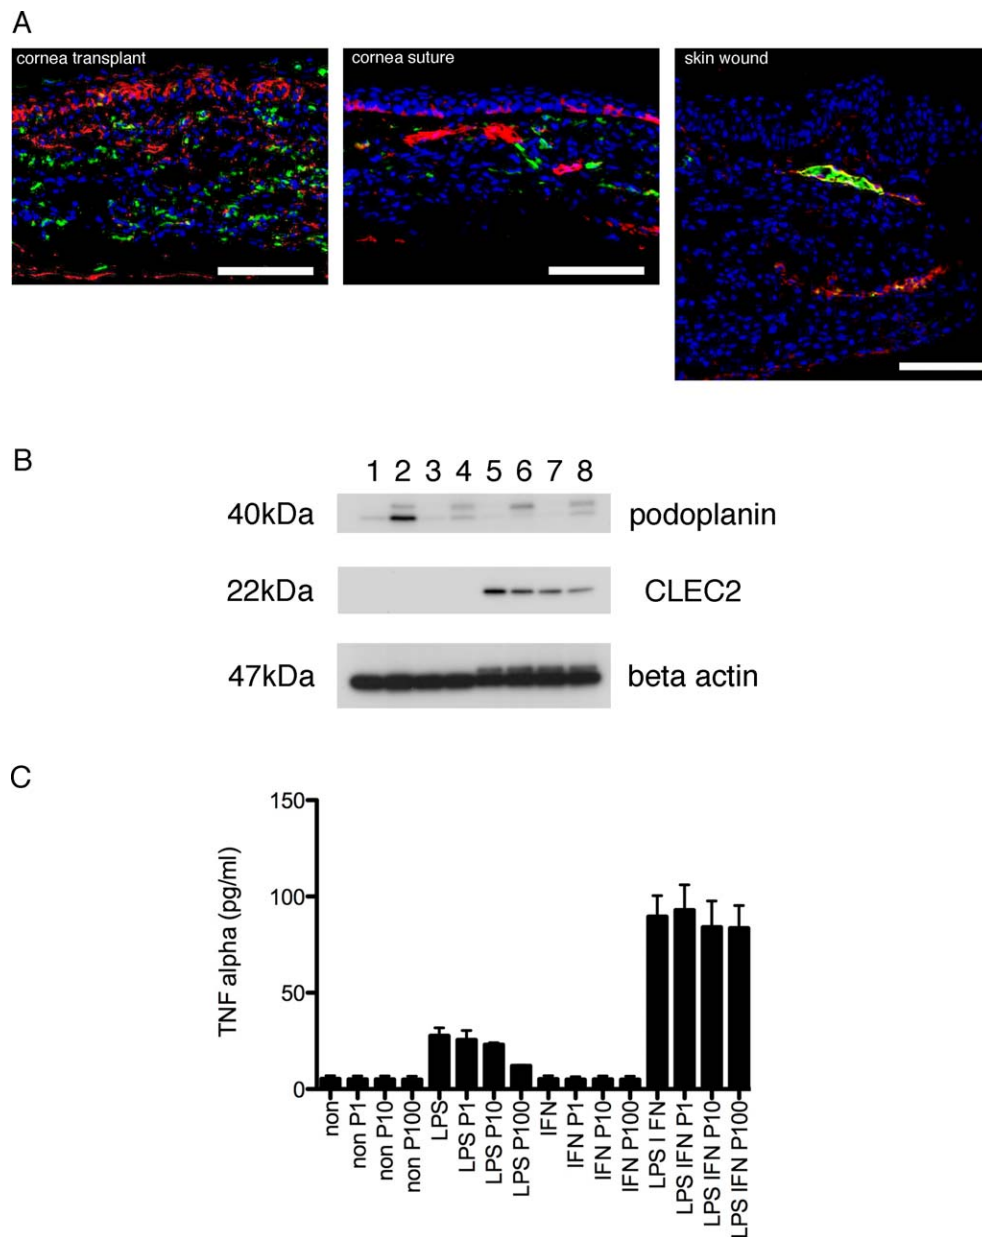 A
cornea transplant
cornea suture
skin wound
B
1 2 3 4 5 6 7 8
40kDa
podoplanin
22kDa
CLEC2
47kDa
beta actin
C
TNF alpha (pg/ml)
150
100
50
0
non
non P1
non P10
non P100
LPS
LPS P1
LPS P10
LPS P100
IFN
IFN P1
IFN P10
IFN P100
LPS I FN
LPS IFN P1
LPS IFN P10
LPS IFN P100